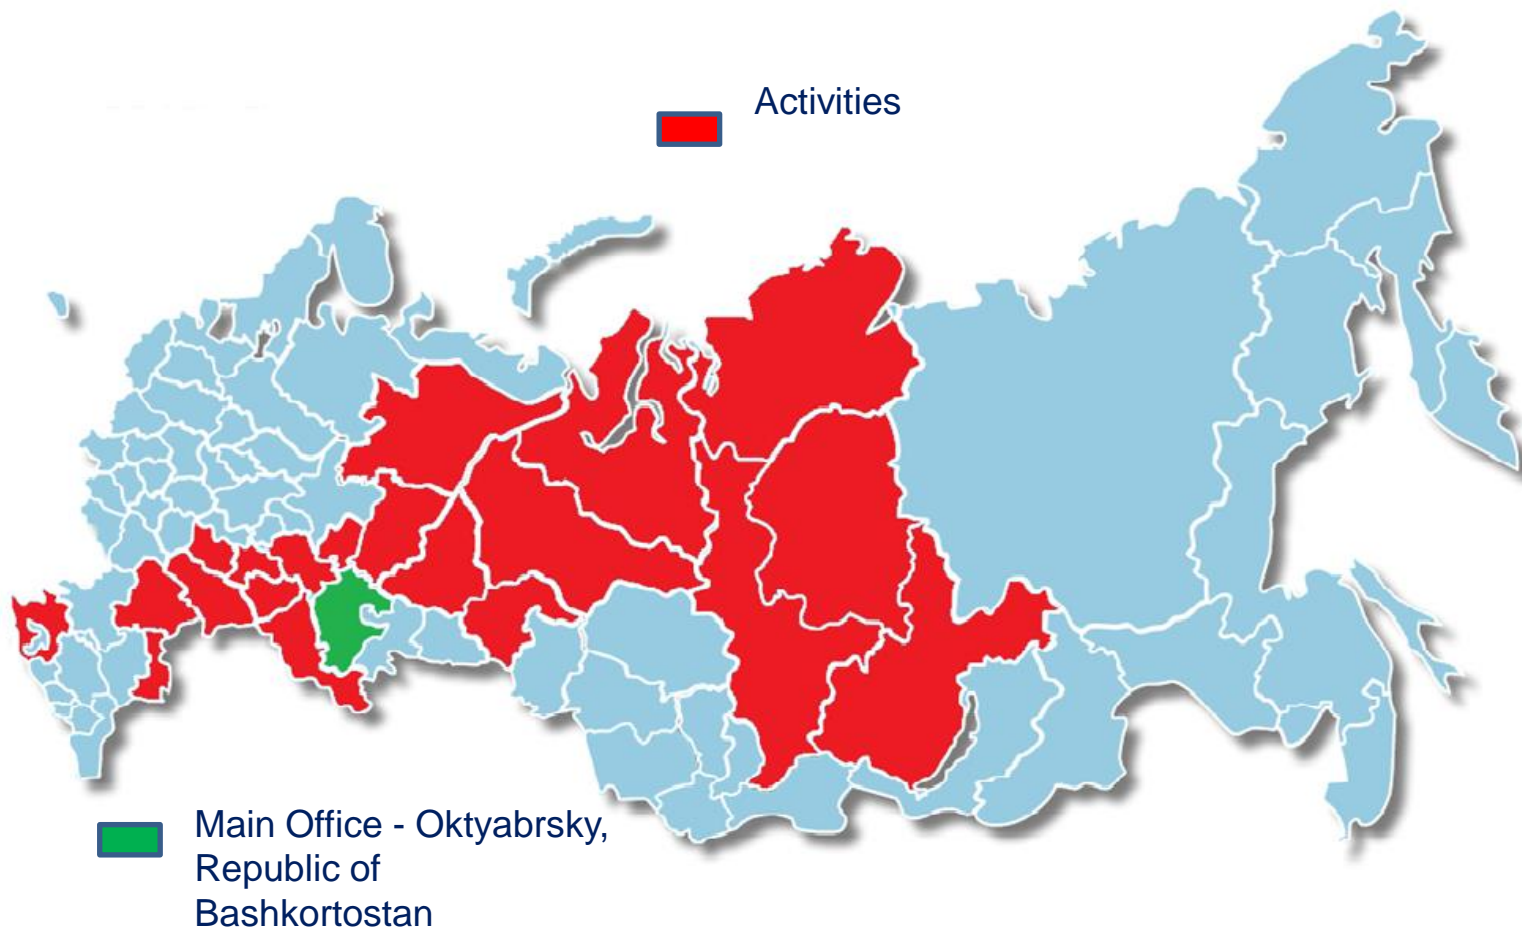 Activities
Main Office - Oktyabrsky,
Republic of
Bashkortostan